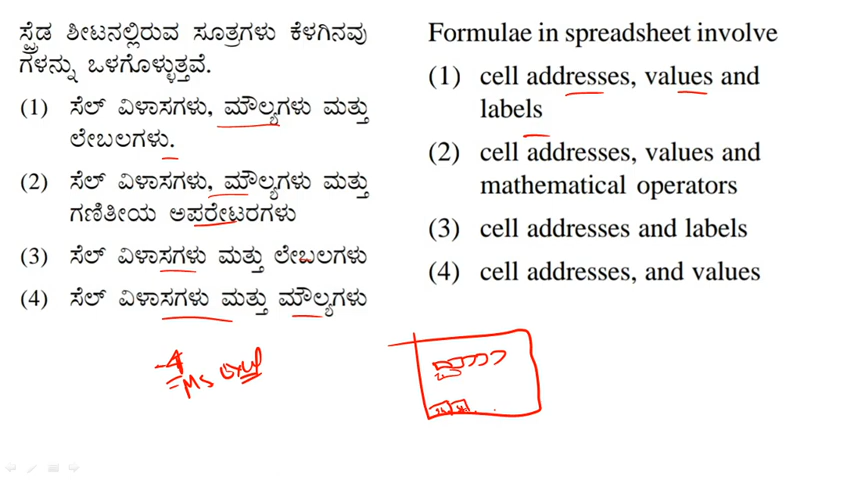 ಸ್ಪ್ರೆಡ ಶೀಟನಲ್ಲಿರುವ ಸೂತ್ರಗಳು ಕೆಳಗಿನವು
ಗಳನ್ನು ಒಳಗೊಳ್ಳುತ್ತವೆ.
(1) ಸೆಲ್ ವಿಳಾಸಗಳು, ಮೌಲ್ಯಗಳು ಮತ್ತು
ಲೇಬಲಗಳು.
(2) ಸೆಲ್ ವಿಳಾಸಗಳು, ಮೌಲ್ಯಗಳು ಮತ್ತು
ಗಣಿತೀಯ ಅಪರೇಟರಗಳು
(3) ಸೆಲ್ ವಿಳಾಸಗಳು ಮತ್ತು ಲೇಬಲಗಳು
(4) ಸೆಲ್ ವಿಳಾಸಗಳು ಮತ್ತು ಮೌಲ್ಯಗಳು
Formulae in spreadsheet involve
(1) cell addresses, values and
labels
(2) cell addresses, values and
mathematical operators
(3) cell addresses and labels
(4) cell addresses, and values
=Ms